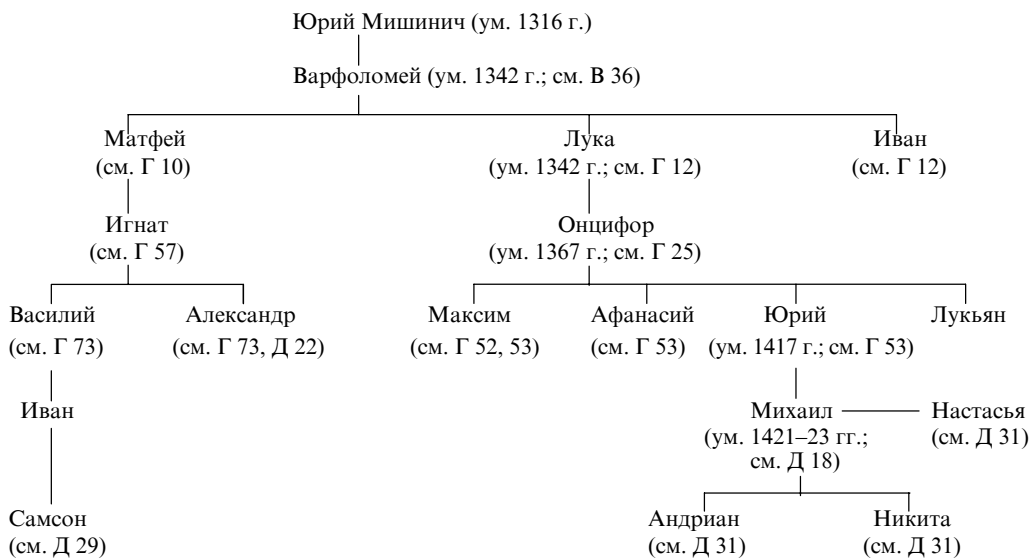 Юрий Мишинич (ум. 1316 г.)
Варфоломей (ум. 1342 г.; см. В 36)
Матфей
(см. Г 10)
Лука
(ум. 1342 г.; см. Г 12)
Иван
(см. Г 12)
Игнат
(см. Г 57)
Онцифор
(ум. 1367 г.; см. Г 25)
Василий
(см. Г 73)
Александр
(см. Г 73, Д 22)
Максим
(см. Г 52, 53)
Афанасий
(см. Г 53)
Юрий
(ум. 1417 г.; см. Г 53)
Лукьян
Иван
Михаил
(ум. 1421–23 гг.;
см. Д 18)
Настасья
(см. Д 31)
Самсон
(см. Д 29)
Андриан
(см. Д 31)
Никита
(см. Д 31)